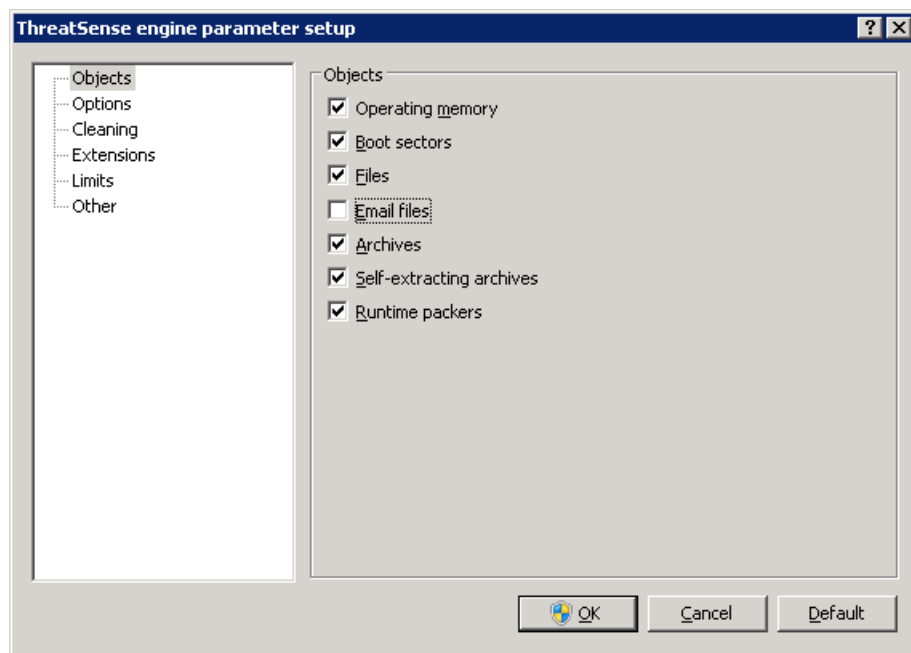 ThreatSense engine parameter setup
Objects
Options
Cleaning
Extensions
Limits
Other
Objects
Operating memory
Boot sectors
Files
Email files
Archives
Self-extracting archives
Runtime packers
OK
Cancel
Default